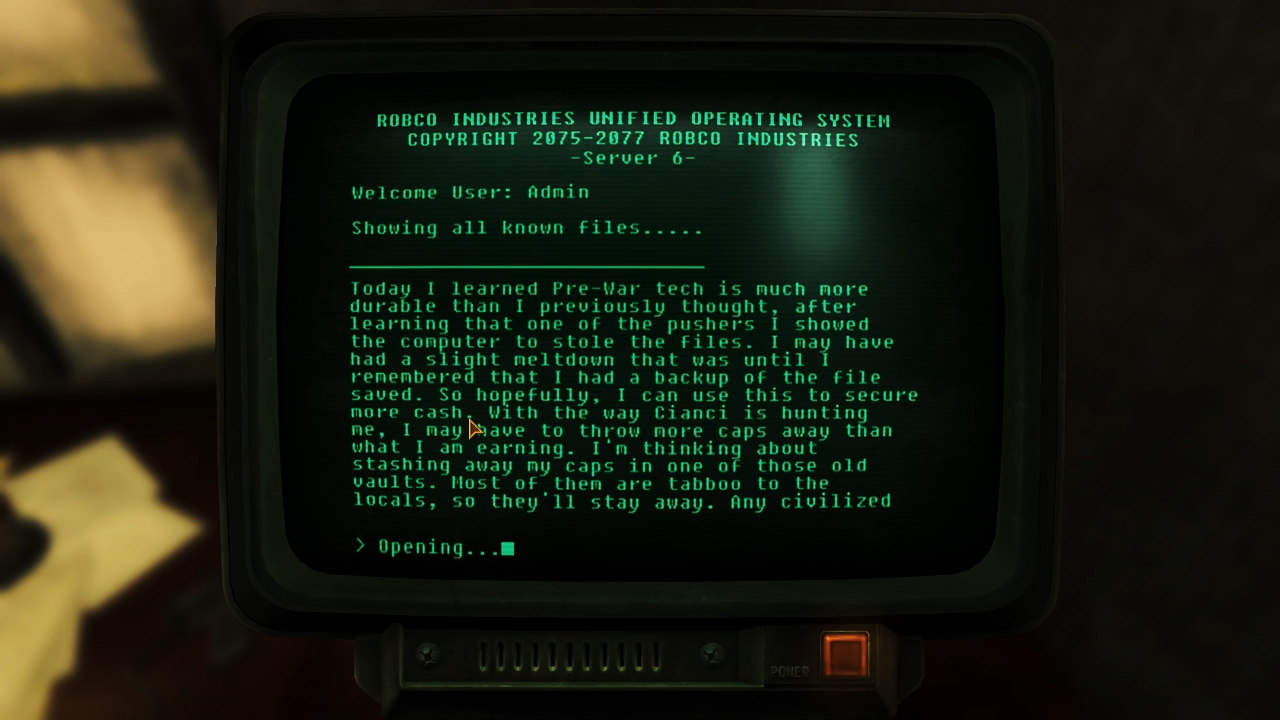 ROBCO INDUSTRIES UNIFIED OPERATING SYSTEM
COPYRIGHT 2075-2077 ROBCO INDUSTRIES
-Server 6-
Welcome User: Admin
Showing all known files.....
Today I learned Pre-War tech is much more
durable than I previously thought, after
learning that one of the pushers I showed
the computer to stole the files. I may have
had a slight meltdown that was until I
remembered that I had a backup of the file
saved. So hopefully, I can use this to secure
more cash. With the way Cianci is hunting
me, I may have to throw more caps away than
what I am earning. I'm thinking about
stashing away my caps in one of those old
vaults. Most of them are tabboo to the
locals, so they'll stay away. Any civilized
> Opening...
POWER